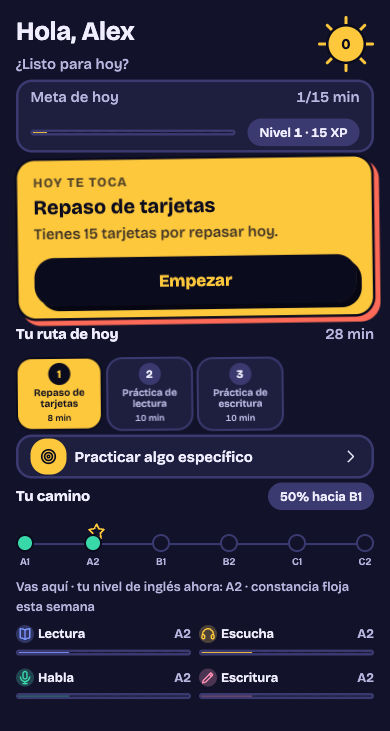 Hola, Alex
0
¿Listo para hoy?
Meta de hoy 1/15 min
Nivel 1 · 15 XP
HOY TE TOCA
Repaso de tarjetas
Tienes 15 tarjetas por repasar hoy.
Empezar
Tu ruta de hoy 28 min
1
Repaso de
tarjetas
8 min
2
Práctica de
lectura
10 min
3
Práctica de
escritura
10 min
Practicar algo específico
Tu camino 50% hacia B1
A1 A2 B1 B2 C1 C2
Vas aquí · tu nivel de inglés ahora: A2 · constancia floja
esta semana
Lectura A2 Escucha A2
Habla A2 Escritura A2